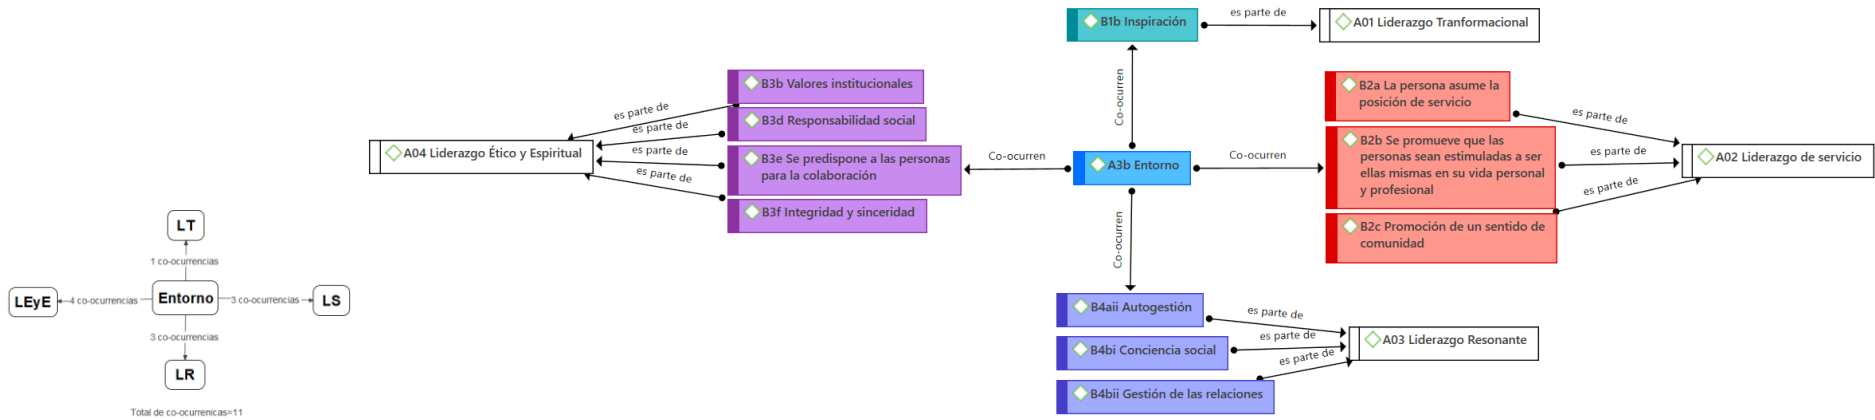 B1b Inspiración
es parte de
A01 Liderazgo Tranformacional
Co-ocurren
B3b Valores institucionales
es parte de
B3d Responsabilidad social
es parte de
A04 Liderazgo Ético y Espiritual
es parte de
B3e Se predispone a las personas
para la colaboración
es parte de
B3f Integridad y sinceridad
Co-ocurren
A3b Entorno
Co-ocurren
B2a La persona asume la
posición de servicio
es parte de
B2b Se promueve que las
personas sean estimuladas a ser
ellas mismas en su vida personal
y profesional
es parte de
A02 Liderazgo de servicio
es parte de
B2c Promoción de un sentido de
comunidad
Co-ocurren
B4aii Autogestión
es parte de
B4bi Conciencia social
es parte de
A03 Liderazgo Resonante
es parte de
B4bii Gestión de las relaciones
LT
1 co-ocurrencias
LEyE
4 co-ocurrencias
Entorno
3 co-ocurrencias
LS
3 co-ocurrencias
LR
Total de co-ocurrenicas=11